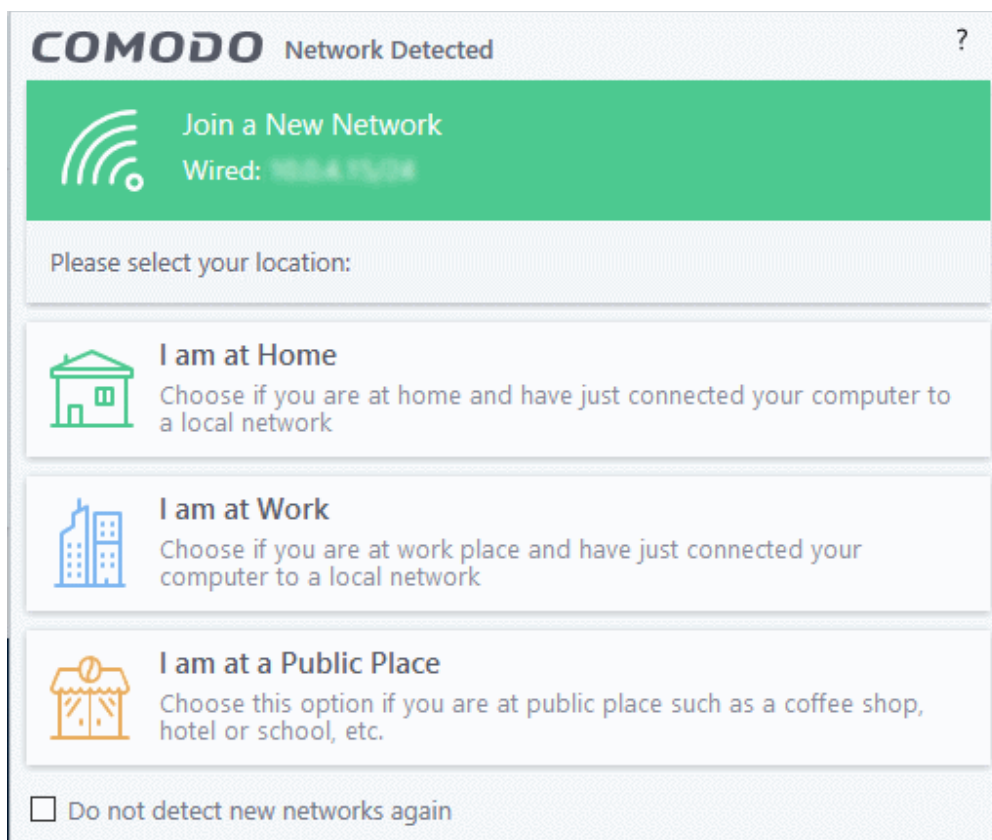 COMODO Network Detected ?
Join a New Network
Wired:
Please select your location:
I am at Home
Choose if you are at home and have just connected your computer to
a local network
I am at Work
Choose if you are at work place and have just connected your
computer to a local network
I am at a Public Place
Choose this option if you are at public place such as a coffee shop,
hotel or school, etc.
Do not detect new networks again